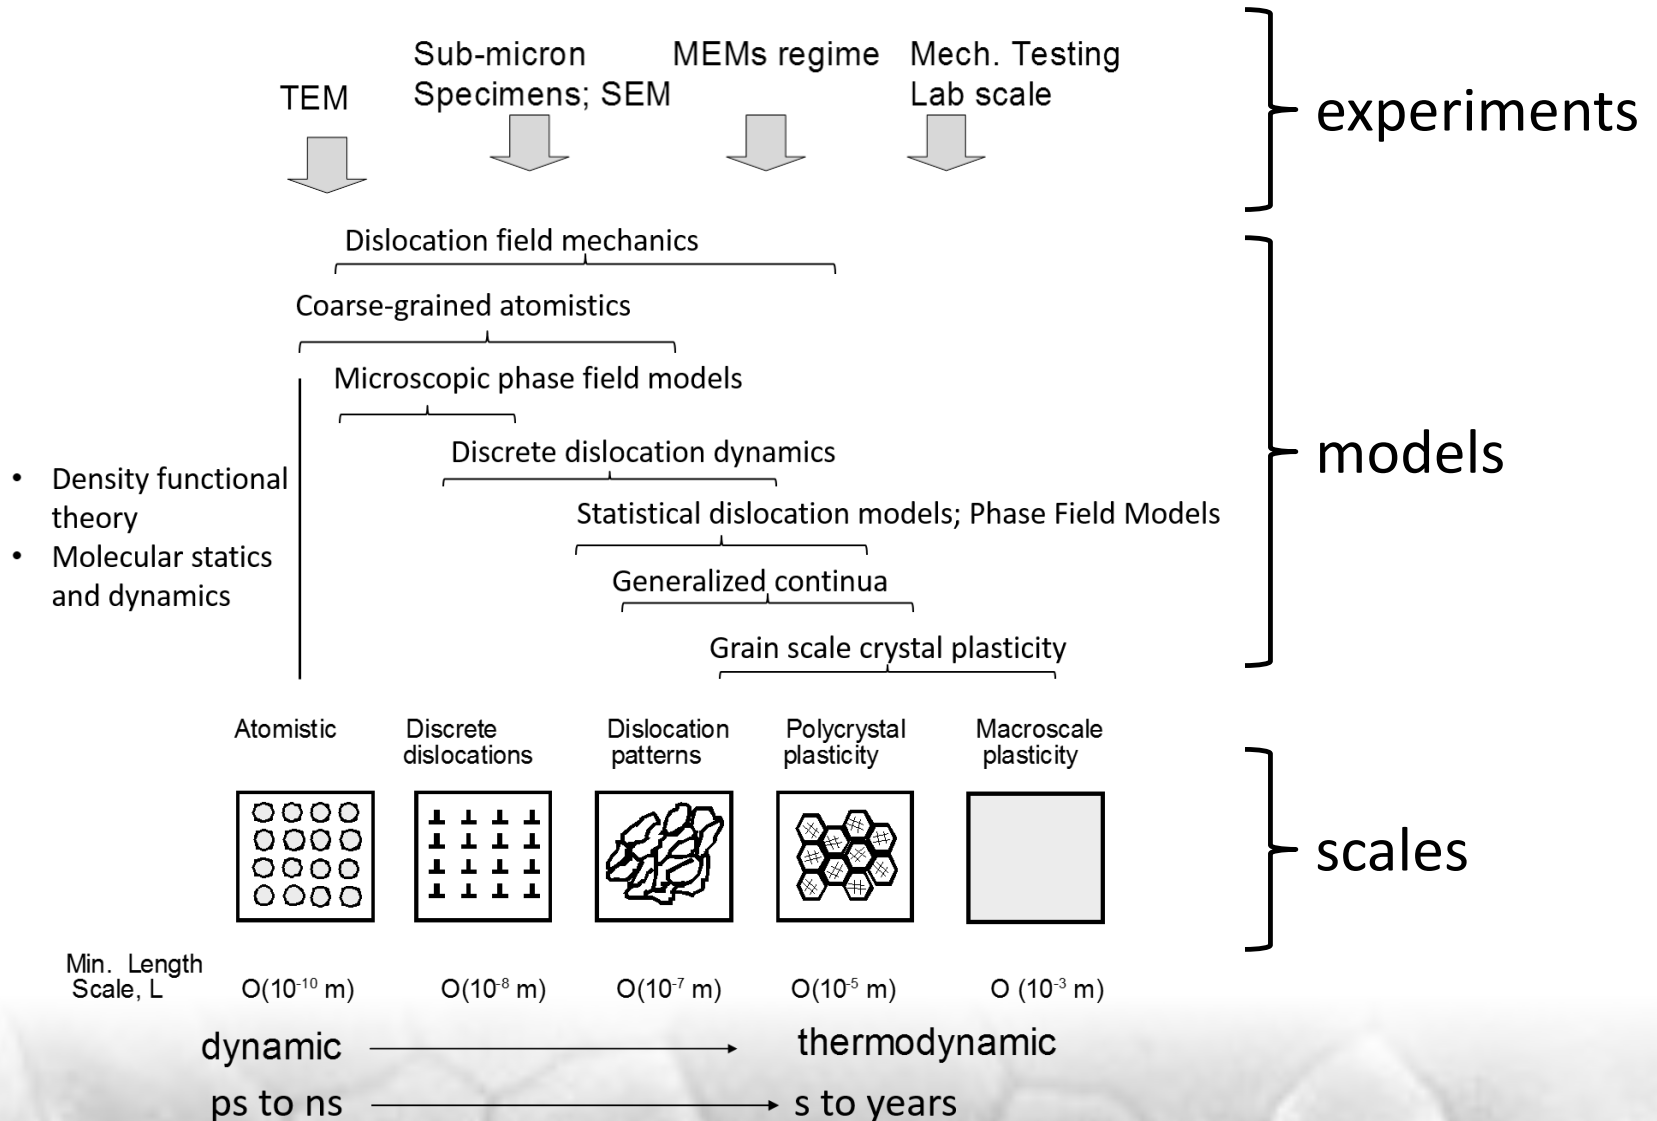 TEM
Sub-micron
Specimens; SEM
MEMs regime
Mech. Testing
Lab scale
experiments
Dislocation field mechanics
Coarse-grained atomistics
Microscopic phase field models
Discrete dislocation dynamics
Statistical dislocation models; Phase Field Models
Generalized continua
Grain scale crystal plasticity
models
• Density functional
theory
• Molecular statics
and dynamics
Atomistic
Discrete
dislocations
Dislocation
patterns
Polycrystal
plasticity
Macroscale
plasticity
scales
Min. Length
Scale, L
O(10⁻¹⁰ m)
O(10⁻⁸ m)
O(10⁻⁷ m)
O(10⁻⁵ m)
O (10⁻³ m)
dynamic
thermodynamic
ps to ns
s to years